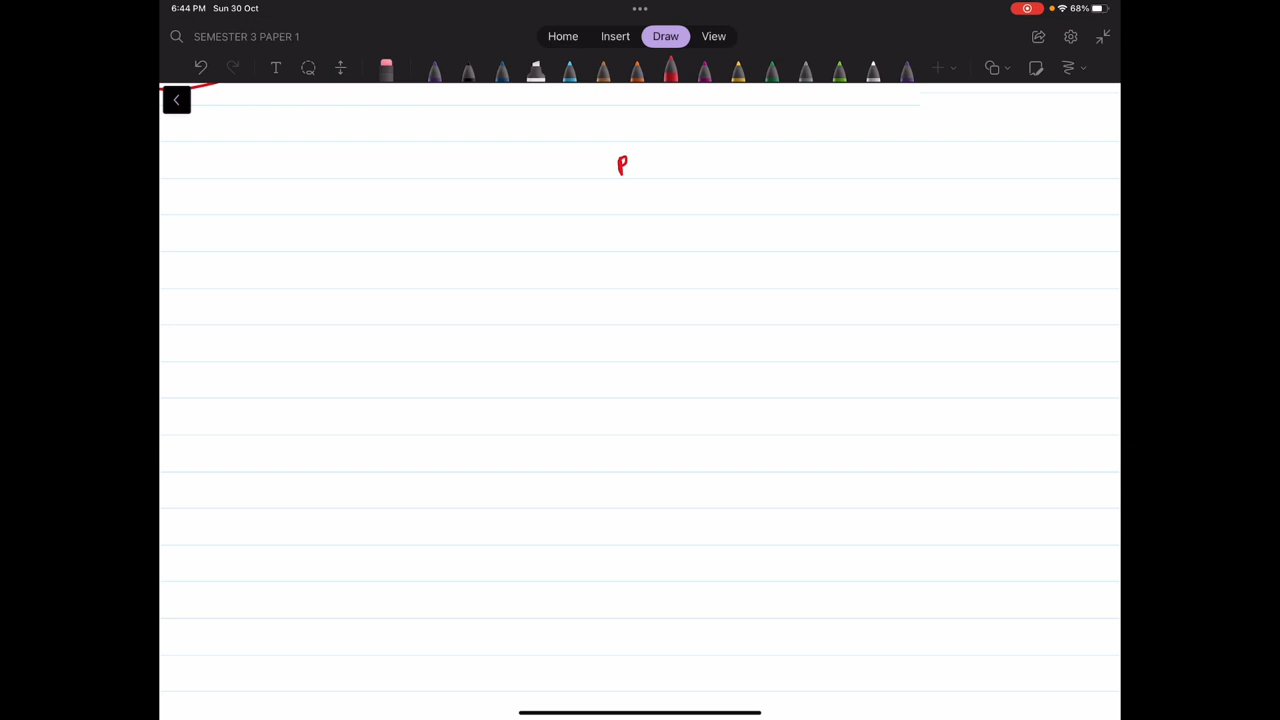 6:44 PM Sun 30 Oct
68%
SEMESTER 3 PAPER 1
Home Insert Draw View
T
P